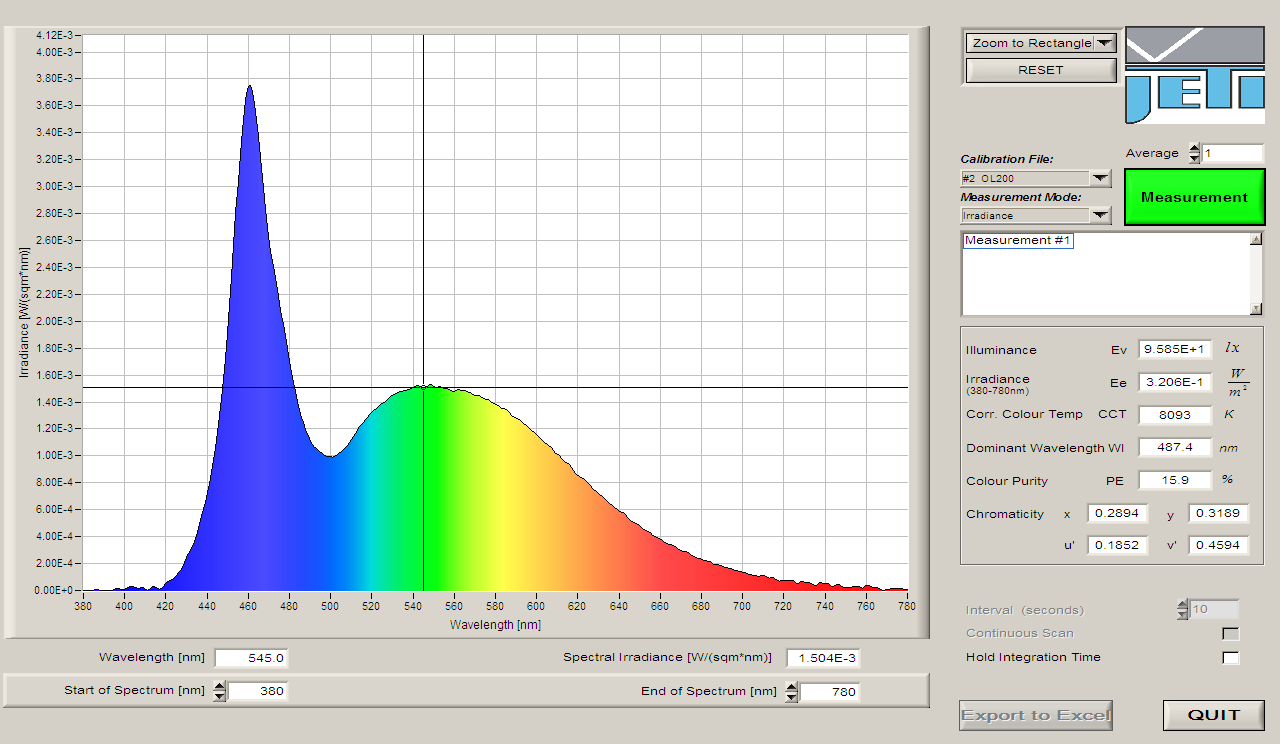 4.12E-3
4.00E-3
3.80E-3
3.60E-3
3.40E-3
3.20E-3
3.00E-3
2.80E-3
2.60E-3
2.40E-3
2.20E-3
2.00E-3
1.80E-3
1.60E-3
1.40E-3
1.20E-3
1.00E-3
8.00E-4
6.00E-4
4.00E-4
2.00E-4
0.00E+0
Irradiance [W/(sqm*nm)]
380 400 420 440 460 480 500 520 540 560 580 600 620 640 660 680 700 720 740 760 780
Wavelength [nm]
Wavelength [nm] 545.0 Spectral Irradiance [W/(sqm*nm)] 1.504E-3
Start of Spectrum [nm] 380 End of Spectrum [nm] 780
Zoom to Rectangle
RESET
JETI
Calibration File:
#2 OL200
Measurement Mode:
Irradiance
Average 1
Measurement
Measurement #1
Illuminance Ev 9.585E+1 lx
Irradiance (380-780nm) Ee 3.206E-1 W/m²
Corr. Colour Temp CCT 8093 K
Dominant Wavelength Wl 487.4 nm
Colour Purity PE 15.9 %
Chromaticity x 0.2894 y 0.3189
u' 0.1852 v' 0.4594
Interval (seconds) 10
Continuous Scan
Hold Integration Time
Export to Excel
QUIT